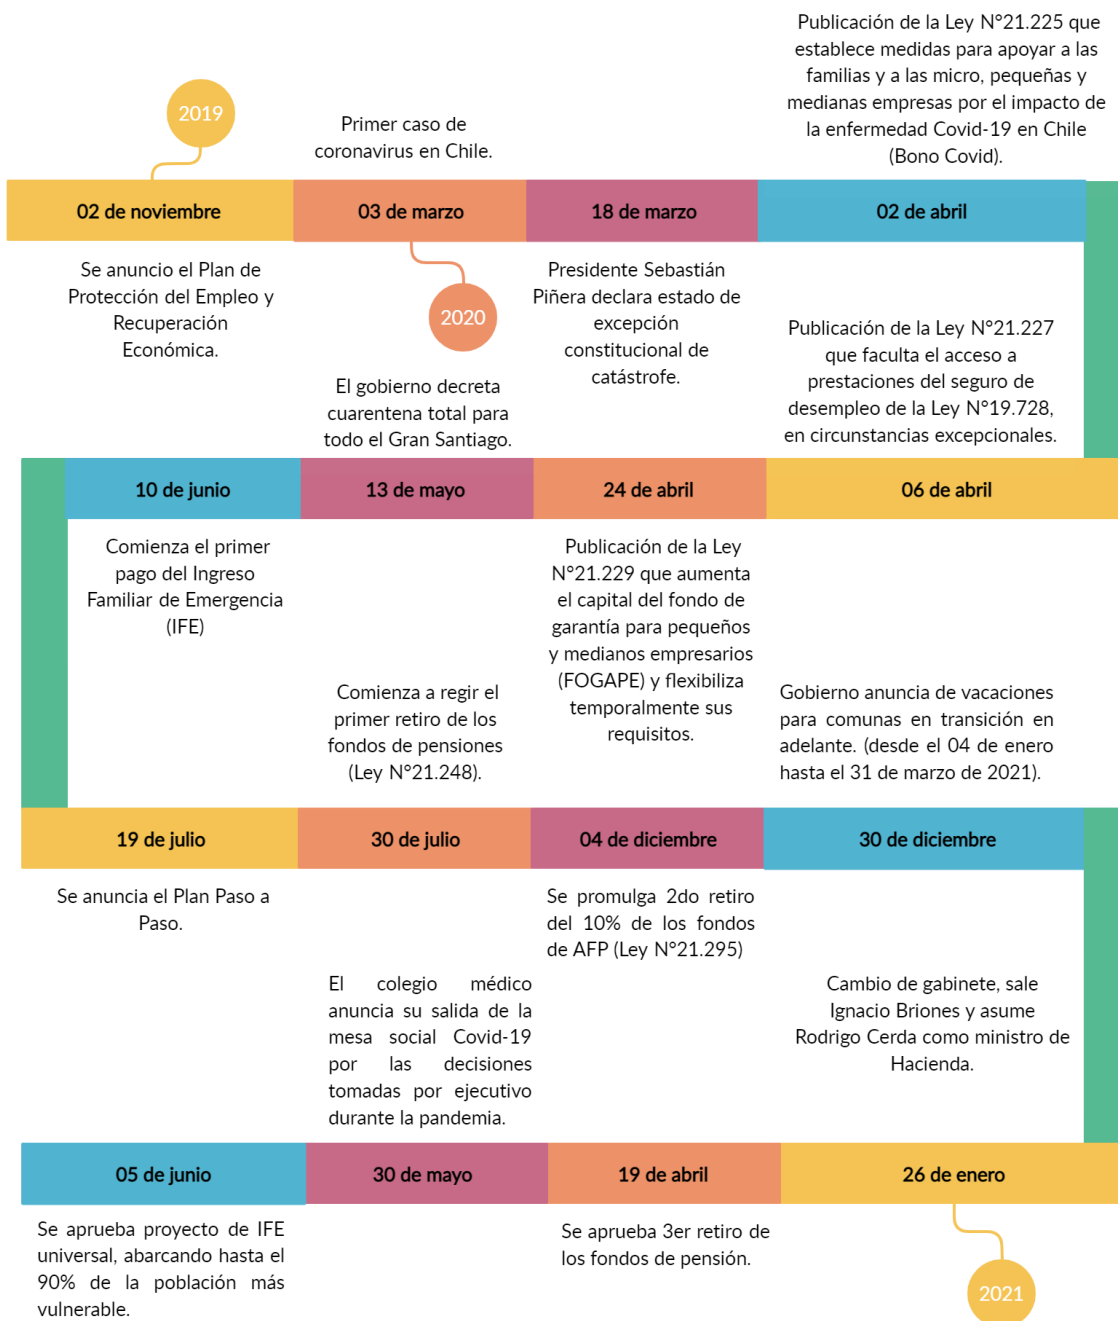 Publicación de la Ley N°21.225 que
establece medidas para apoyar a las
familias y a las micro, pequeñas y
medianas empresas por el impacto de
la enfermedad Covid-19 en Chile
(Bono Covid).
2019
Primer caso de
coronavirus en Chile.
02 de noviembre
03 de marzo
18 de marzo
02 de abril
Se anuncio el Plan de
Protección del Empleo y
Recuperación
Económica.
2020
Presidente Sebastián
Piñera declara estado de
excepción
constitucional de
catástrofe.
El gobierno decreta
cuarentena total para
todo el Gran Santiago.
Publicación de la Ley N°21.227
que faculta el acceso a
prestaciones del seguro de
desempleo de la Ley N°19.728,
en circunstancias excepcionales.
10 de junio
13 de mayo
24 de abril
06 de abril
Comienza el primer
pago del Ingreso
Familiar de Emergencia
(IFE)
Publicación de la Ley
N°21.229 que aumenta
el capital del fondo de
garantía para pequeños
y medianos empresarios
(FOGAPE) y flexibiliza
temporalmente sus
requisitos.
Comienza a regir el
primer retiro de los
fondos de pensiones
(Ley N°21.248).
Gobierno anuncia de vacaciones
para comunas en transición en
adelante. (desde el 04 de enero
hasta el 31 de marzo de 2021).
19 de julio
30 de julio
04 de diciembre
30 de diciembre
Se anuncia el Plan Paso a
Paso.
Se promulga 2do retiro
del 10% de los fondos
de AFP (Ley N°21.295)
El colegio médico
anuncia su salida de la
mesa social Covid-19
por las decisiones
tomadas por ejecutivo
durante la pandemia.
Cambio de gabinete, sale
Ignacio Briones y asume
Rodrigo Cerda como ministro de
Hacienda.
05 de junio
30 de mayo
19 de abril
26 de enero
Se aprueba proyecto de IFE
universal, abarcando hasta el
90% de la población más
vulnerable.
Se aprueba 3er retiro de
los fondos de pensión.
2021